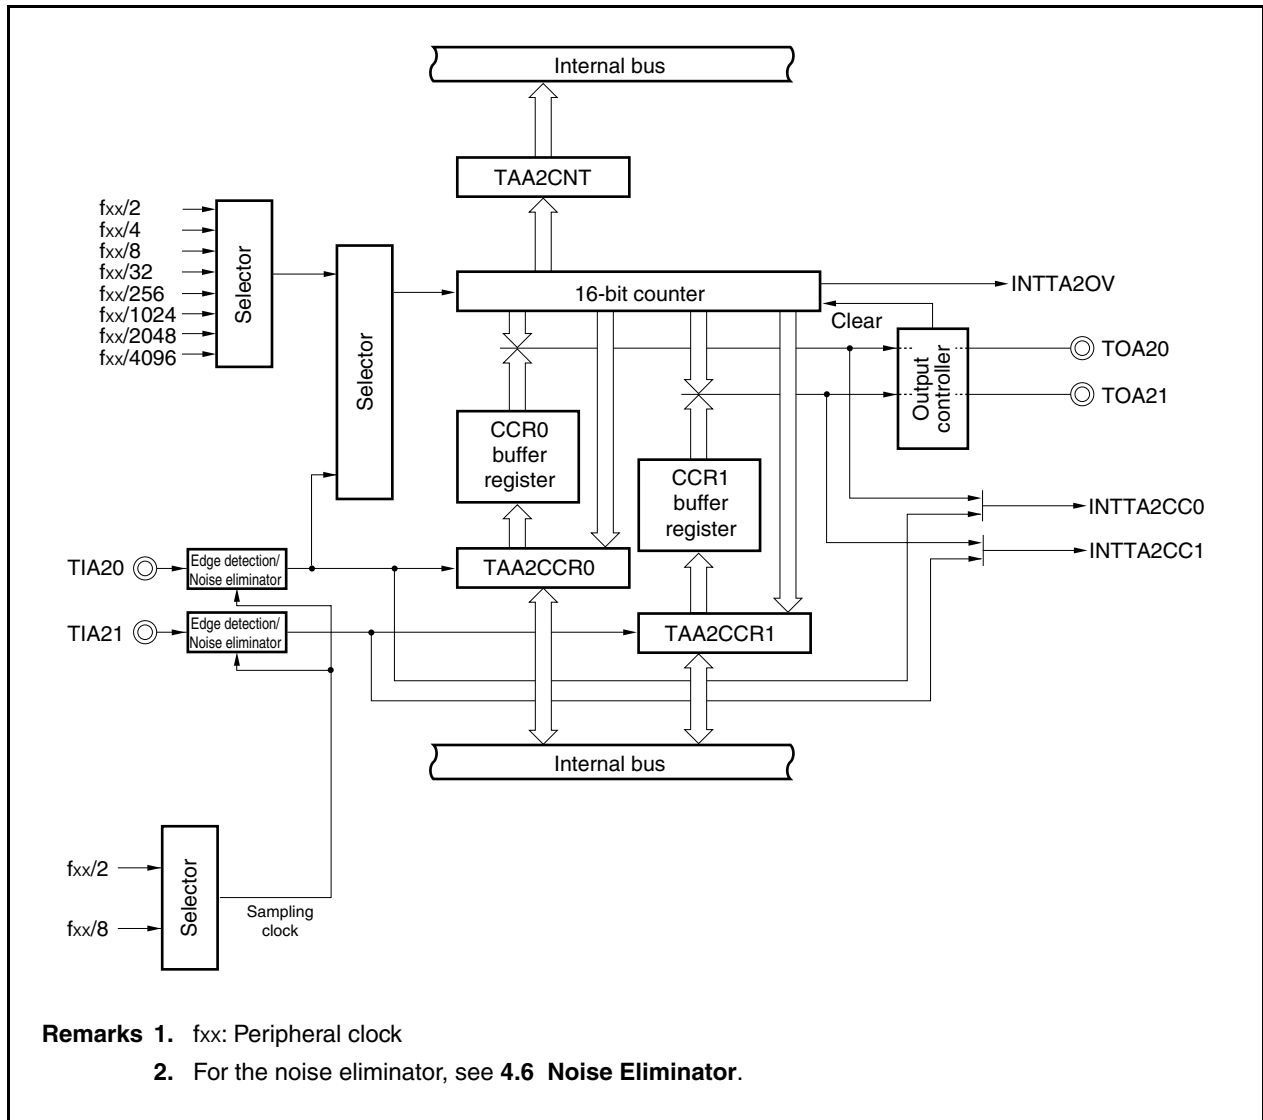 Internal bus
TAA2CNT
fxx/2
fxx/4
fxx/8
fxx/32
fxx/256
fxx/1024
fxx/2048
fxx/4096
Selector
Selector
16-bit counter
INTTA2OV
Clear
Output
controller
TOA20
TOA21
CCR0
buffer
register
CCR1
buffer
register
INTTA2CC0
INTTA2CC1
TIA20
Edge detection/
Noise eliminator
TAA2CCR0
TIA21
Edge detection/
Noise eliminator
TAA2CCR1
Internal bus
fxx/2
fxx/8
Selector
Sampling
clock
Remarks 1. fxx: Peripheral clock
2. For the noise eliminator, see 4.6 Noise Eliminator.